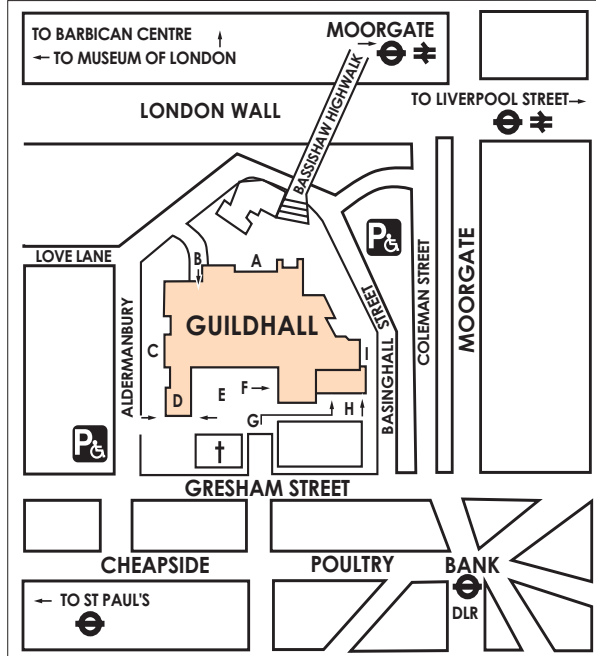 TO BARBICAN CENTRE ↑
← TO MUSEUM OF LONDON
MOORGATE
→
BASSISHAW HIGHWALK
LONDON WALL
TO LIVERPOOL STREET→
P
LOVE LANE
B
A
GUILDHALL
ALDERMANBURY
C
D
E
F →
G
H
I
BASINGHALL STREET
COLEMAN STREET
MOORGATE
P
GRESHAM STREET
CHEAPSIDE
POULTRY
BANK
DLR
← TO ST PAUL'S